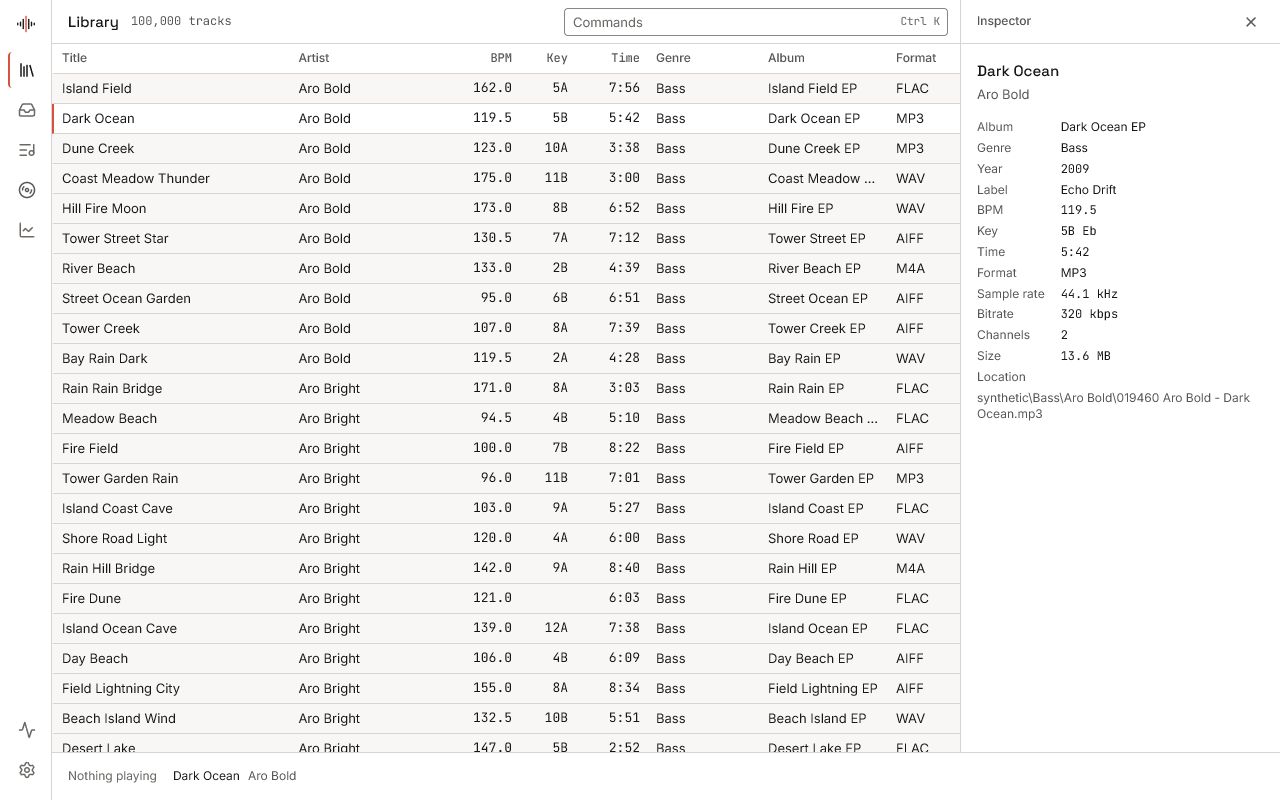 Library 100,000 tracks Commands Ctrl K Inspector
Title Artist BPM Key Time Genre Album Format
Island Field Aro Bold 162.0 5A 7:56 Bass Island Field EP FLAC
Dark Ocean Aro Bold 119.5 5B 5:42 Bass Dark Ocean EP MP3
Dune Creek Aro Bold 123.0 10A 3:38 Bass Dune Creek EP MP3
Coast Meadow Thunder Aro Bold 175.0 11B 3:00 Bass Coast Meadow ... WAV
Hill Fire Moon Aro Bold 173.0 8B 6:52 Bass Hill Fire EP WAV
Tower Street Star Aro Bold 130.5 7A 7:12 Bass Tower Street EP AIFF
River Beach Aro Bold 133.0 2B 4:39 Bass River Beach EP M4A
Street Ocean Garden Aro Bold 95.0 6B 6:51 Bass Street Ocean EP AIFF
Tower Creek Aro Bold 107.0 8A 7:39 Bass Tower Creek EP AIFF
Bay Rain Dark Aro Bold 119.5 2A 4:28 Bass Bay Rain EP WAV
Rain Rain Bridge Aro Bright 171.0 8A 3:03 Bass Rain Rain EP FLAC
Meadow Beach Aro Bright 94.5 4B 5:10 Bass Meadow Beach ... FLAC
Fire Field Aro Bright 100.0 7B 8:22 Bass Fire Field EP AIFF
Tower Garden Rain Aro Bright 96.0 11B 7:01 Bass Tower Garden EP MP3
Island Coast Cave Aro Bright 103.0 9A 5:27 Bass Island Coast EP FLAC
Shore Road Light Aro Bright 120.0 4A 6:00 Bass Shore Road EP WAV
Rain Hill Bridge Aro Bright 142.0 9A 8:40 Bass Rain Hill EP M4A
Fire Dune Aro Bright 121.0 6:03 Bass Fire Dune EP FLAC
Island Ocean Cave Aro Bright 139.0 12A 7:38 Bass Island Ocean EP FLAC
Day Beach Aro Bright 106.0 4B 6:09 Bass Day Beach EP AIFF
Field Lightning City Aro Bright 155.0 8A 8:34 Bass Field Lightning EP AIFF
Beach Island Wind Aro Bright 132.5 10B 5:51 Bass Beach Island EP WAV
Desert Lake Aro Bright 147.0 5B 2:52 Bass Desert Lake EP FLAC
Dark Ocean
Aro Bold
Album Dark Ocean EP
Genre Bass
Year 2009
Label Echo Drift
BPM 119.5
Key 5B Eb
Time 5:42
Format MP3
Sample rate 44.1 kHz
Bitrate 320 kbps
Channels 2
Size 13.6 MB
Location
synthetic\Bass\Aro Bold\019460 Aro Bold - Dark
Ocean.mp3
Nothing playing Dark Ocean Aro Bold